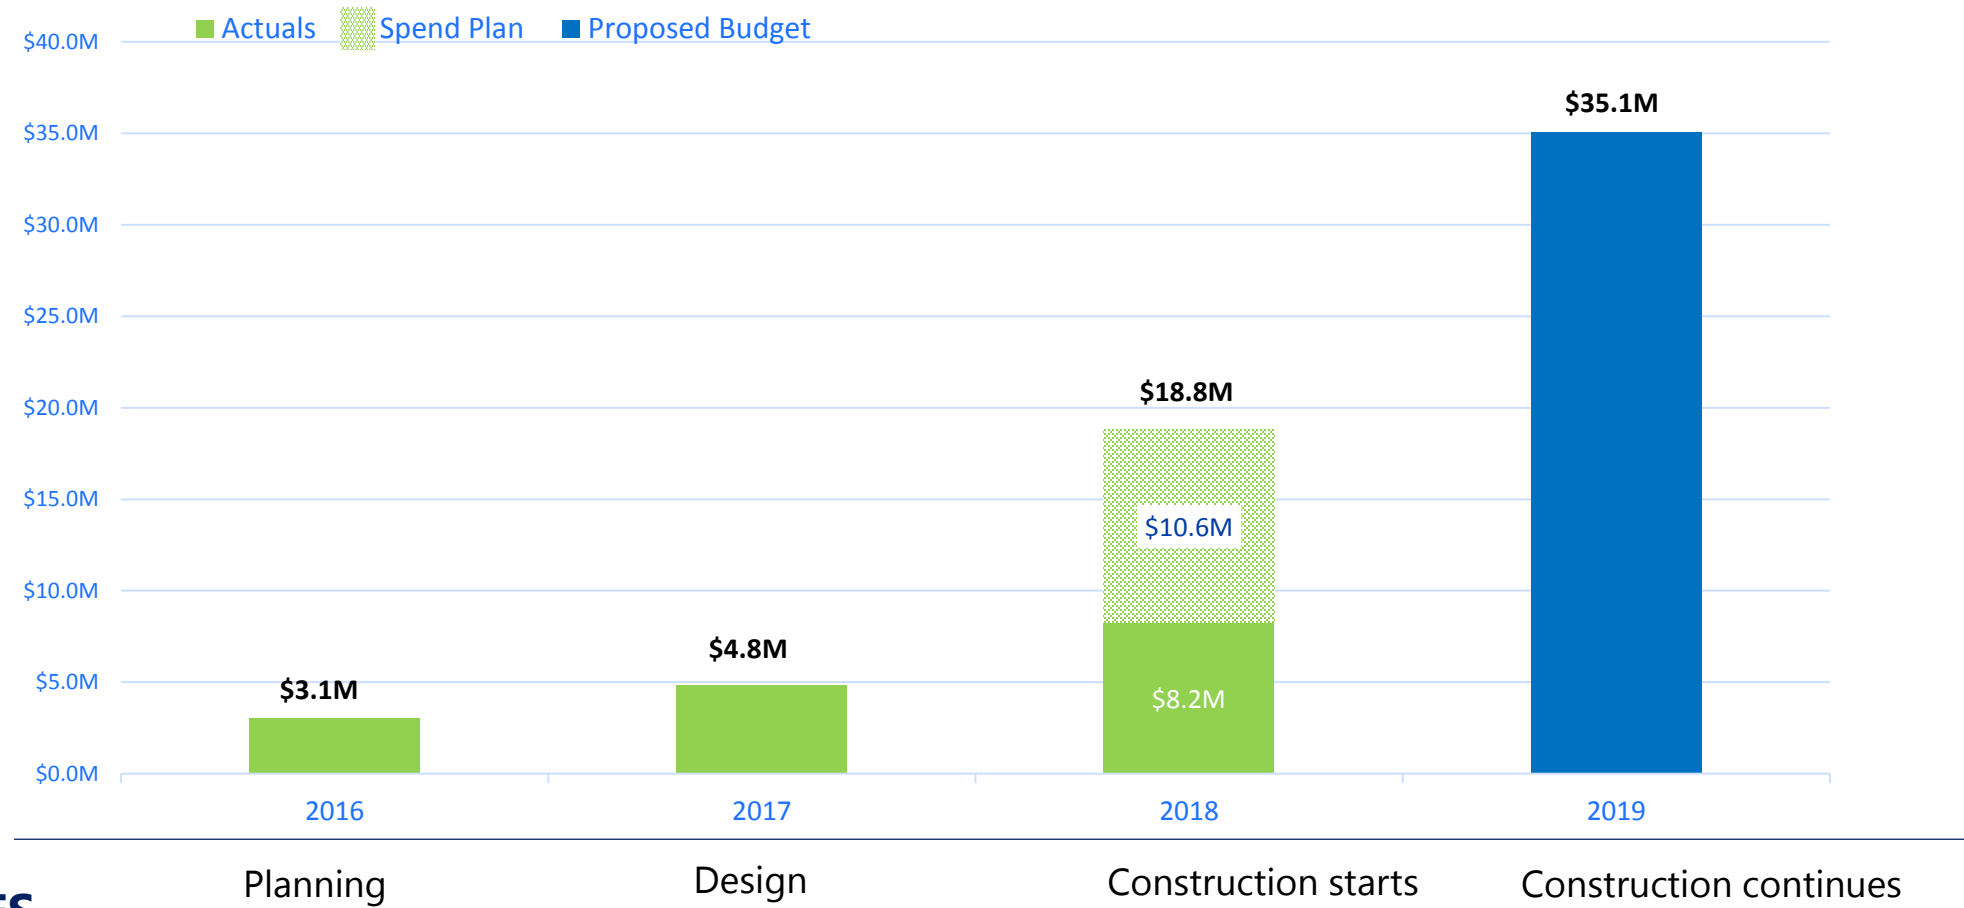 Actuals Spend Plan Proposed Budget
$40.0M
$35.1M
$35.0M
$30.0M
$25.0M
$20.0M
$18.8M
$15.0M
$10.6M
$10.0M
$4.8M
$5.0M
$3.1M
$8.2M
$0.0M
2016 2017 2018 2019
Planning Design Construction starts Construction continues